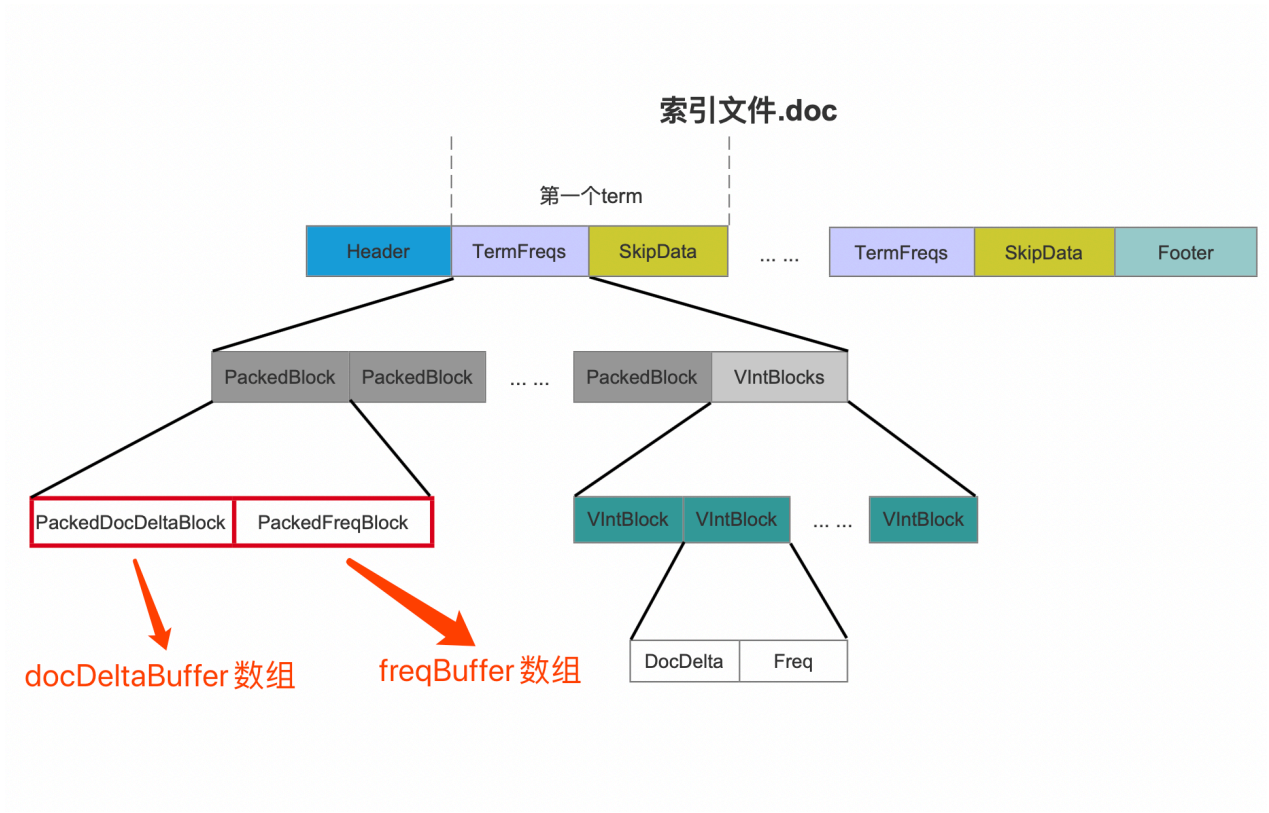 索引文件.doc
第一个term
Header
TermFreqs
SkipData
... ...
TermFreqs
SkipData
Footer
PackedBlock
PackedBlock
... ...
PackedBlock
VIntBlocks
PackedDocDeltaBlock
PackedFreqBlock
VIntBlock
VIntBlock
... ...
VIntBlock
docDeltaBuffer 数组
freqBuffer 数组
DocDelta
Freq